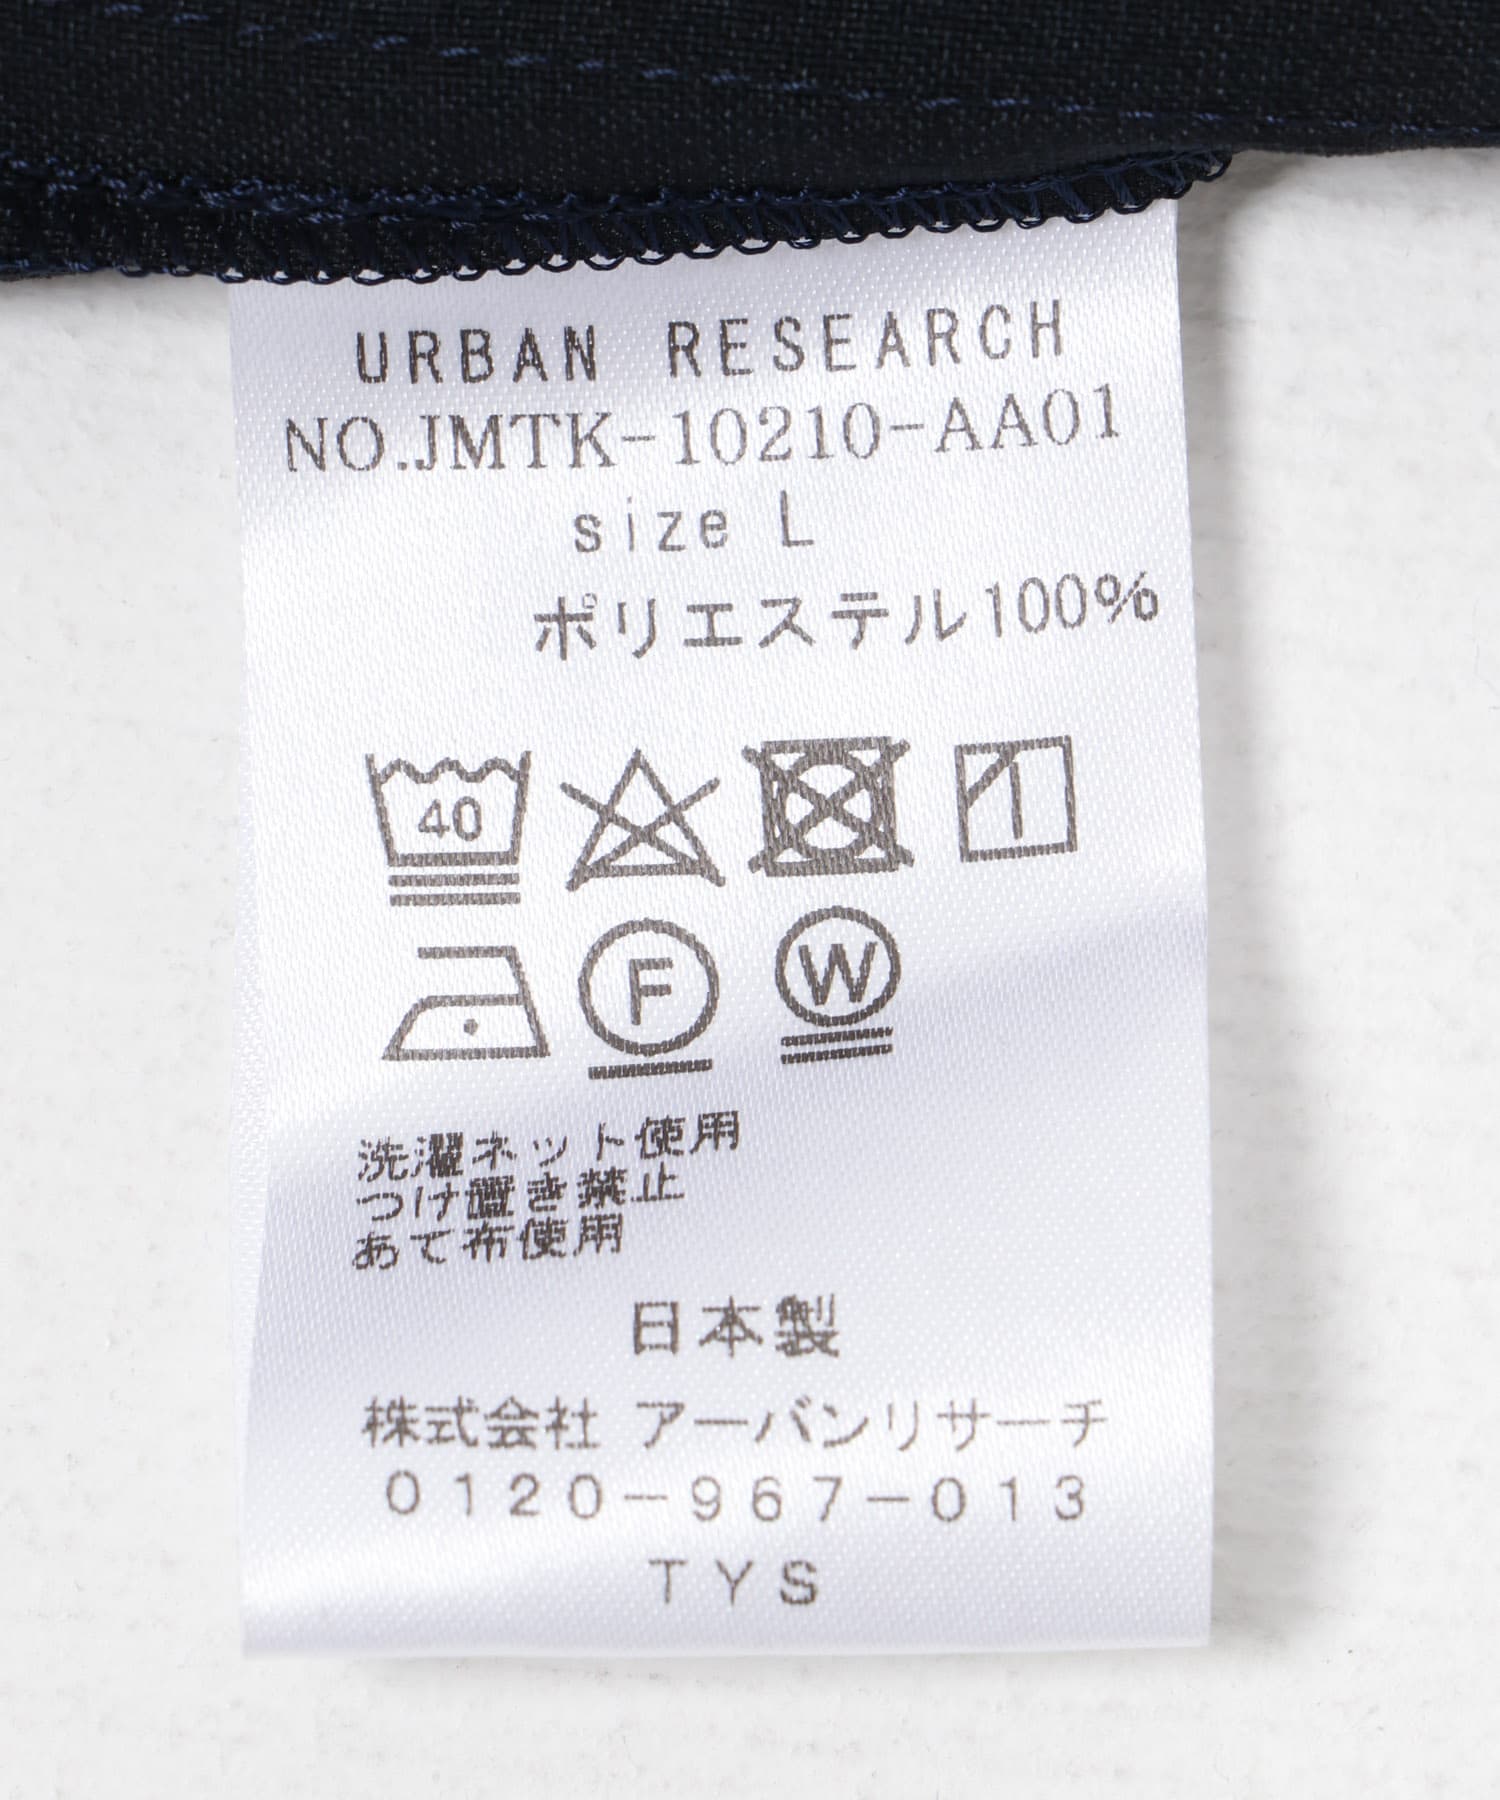 URBAN RESEARCH
NO.JMTK-10210-AA01
size L
ポリエステル100%
40
F
W
洗濯ネット使用
つけ置き禁止
あて布使用
日本製
株式会社 アーバンリサーチ
0120-967-013
TYS